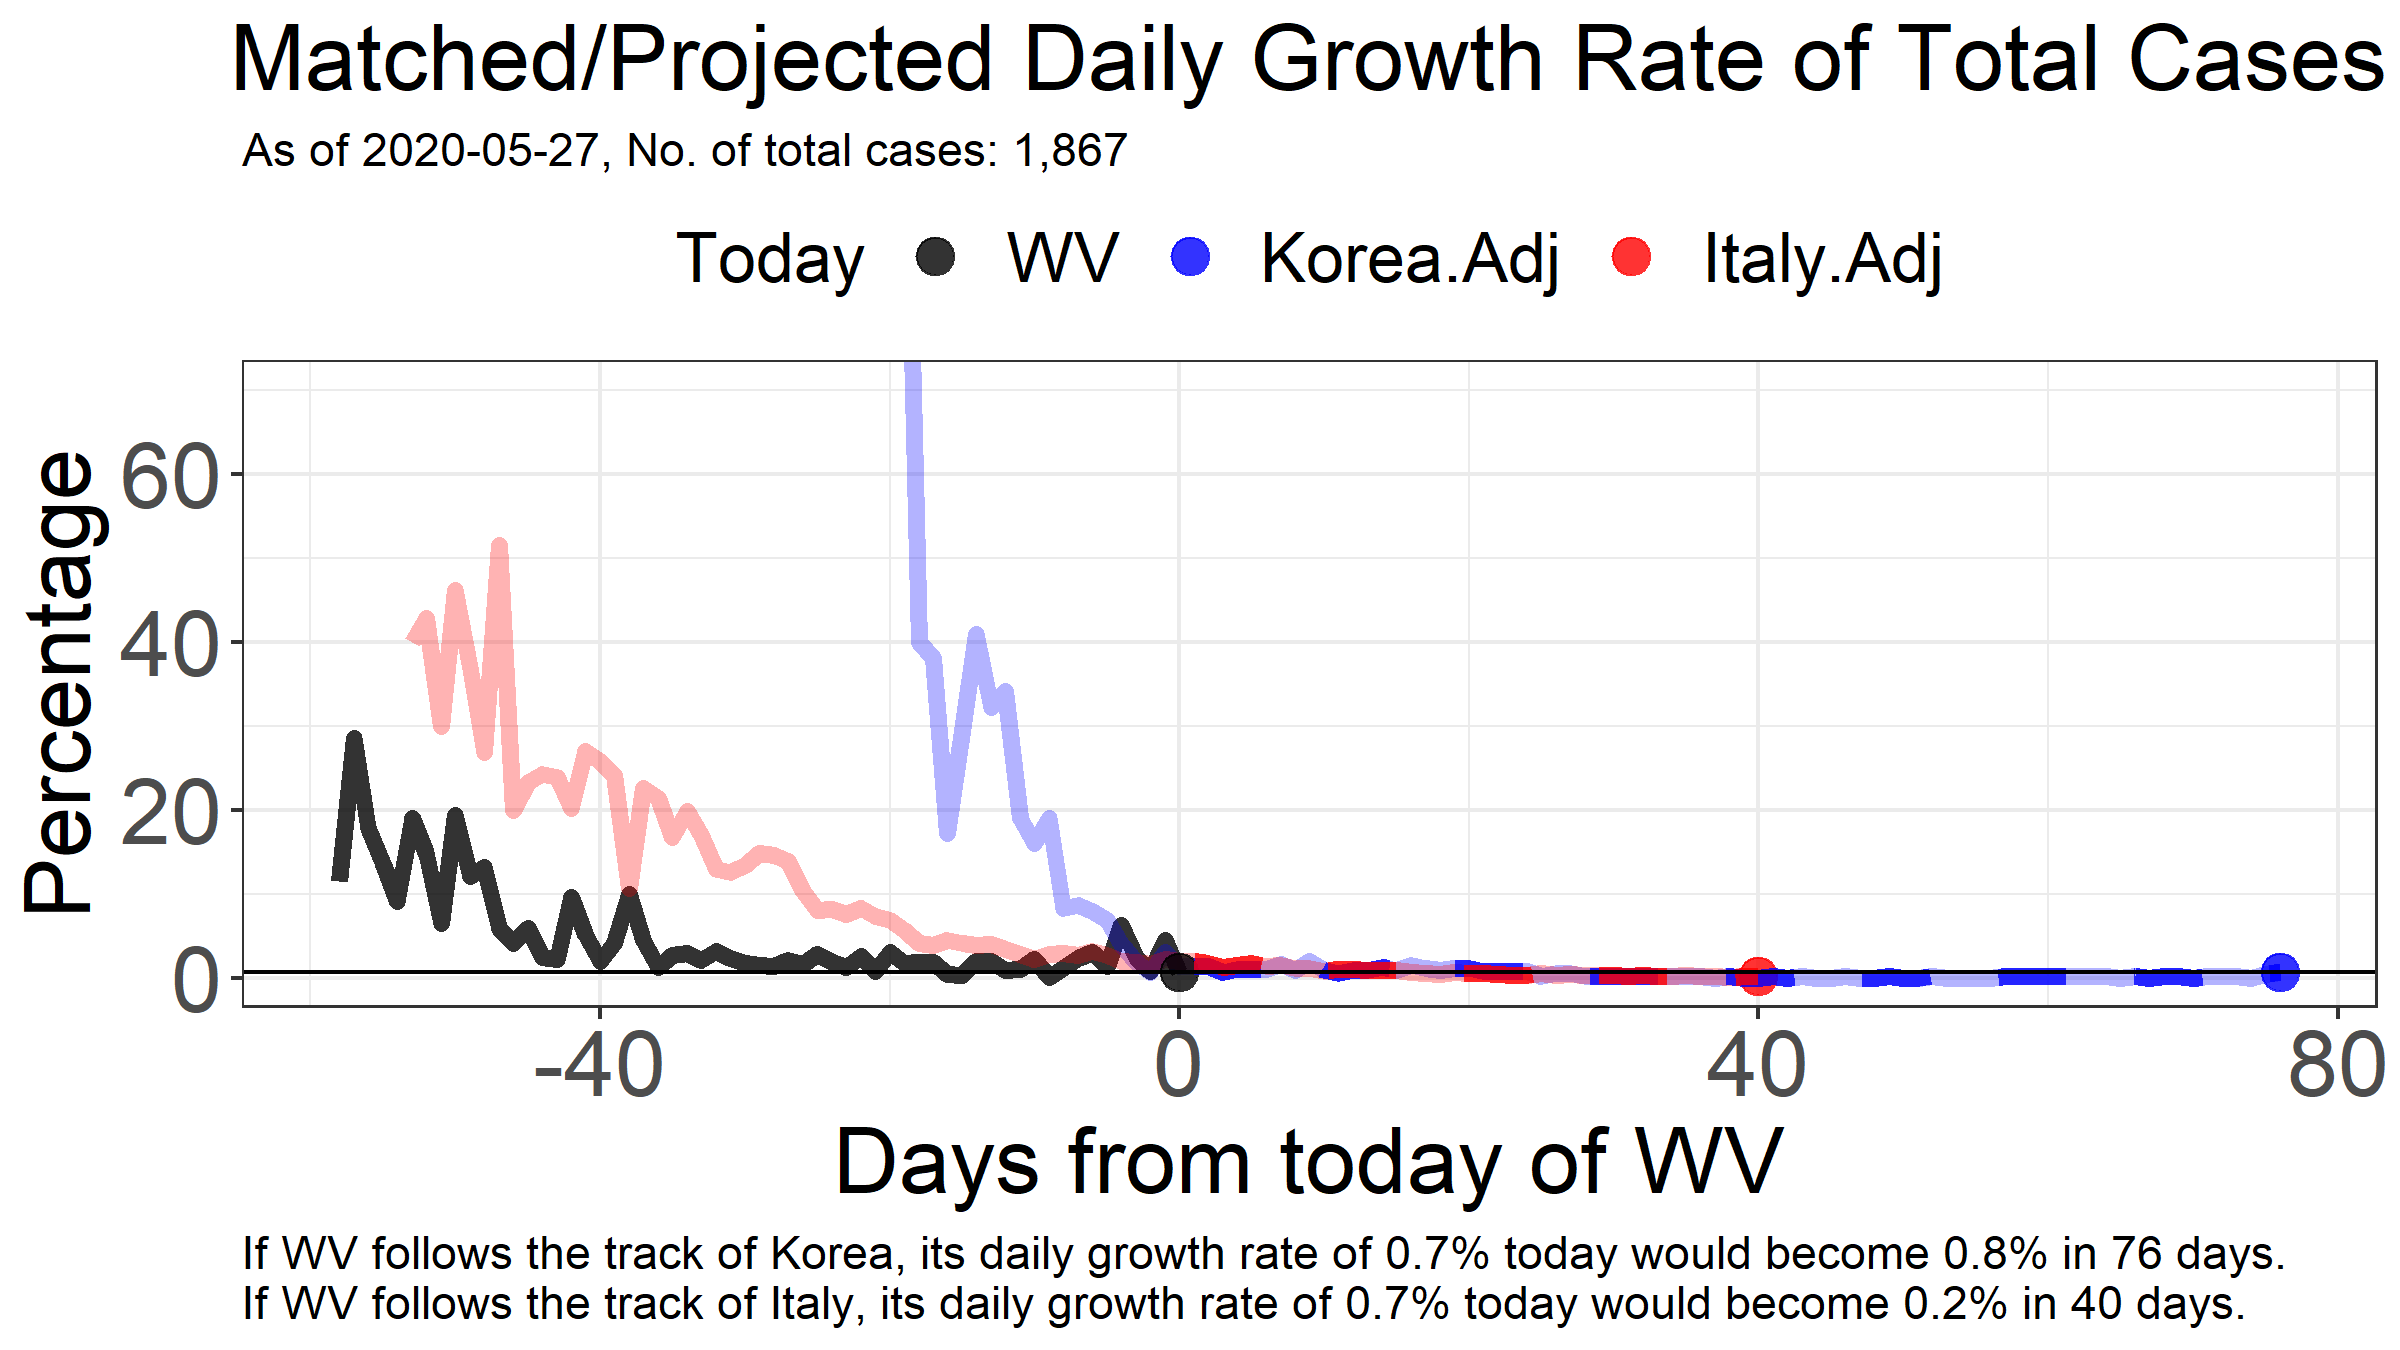 Matched/Projected Daily Growth Rate of Total Cases
As of 2020-05-27, No. of total cases: 1,867
Today WV Korea.Adj Italy.Adj
Percentage
60
40
20
0
-40 0 40 80
Days from today of WV
If WV follows the track of Korea, its daily growth rate of 0.7% today would become 0.8% in 76 days.
If WV follows the track of Italy, its daily growth rate of 0.7% today would become 0.2% in 40 days.